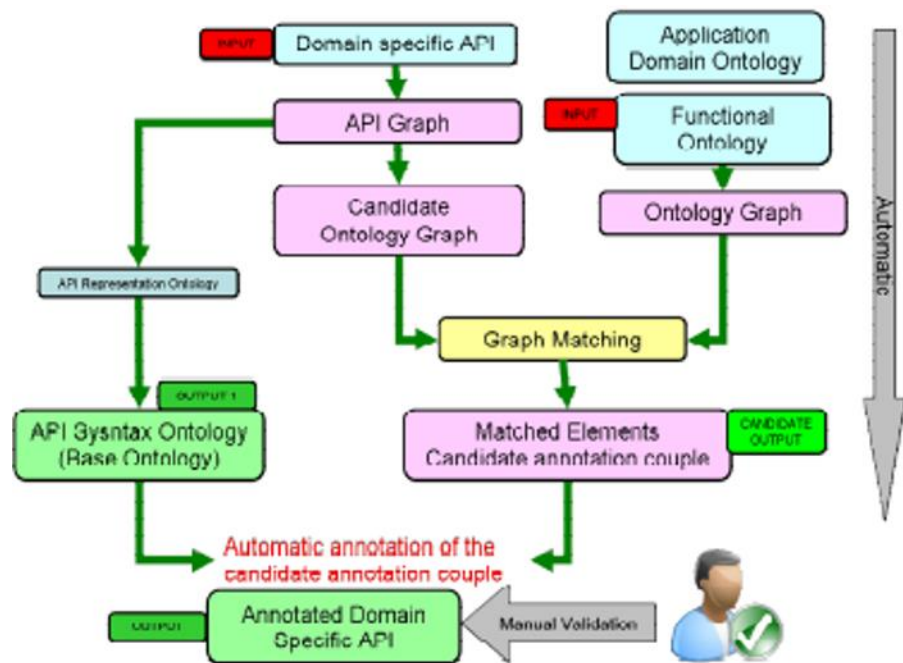 INPUT
Domain specific API
Application
Domain Ontology
API Graph
INPUT
Functional
Ontology
Candidate
Ontology Graph
Ontology Graph
Automatic
API Representation Ontology
Graph Matching
OUTPUT 1
API Gysntax Ontology
(Base Ontology)
Matched Elements
Candidate annotation couple
CANDIDATE
OUTPUT
Automatic annotation of the
candidate annotation couple
OUTPUT
Annotated Domain
Specific API
Manual Validation